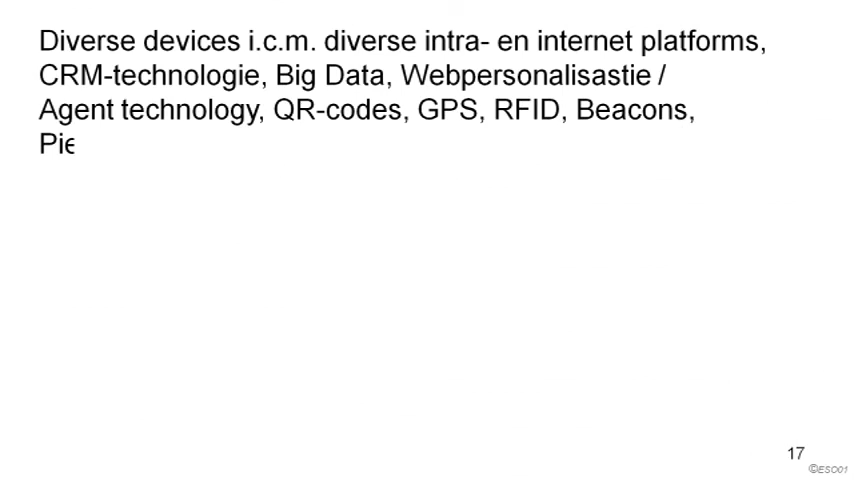 Diverse devices i.c.m. diverse intra- en internet platforms,
CRM-technologie, Big Data, Webpersonalisastie /
Agent technology, QR-codes, GPS, RFID, Beacons,
17
©ESO01